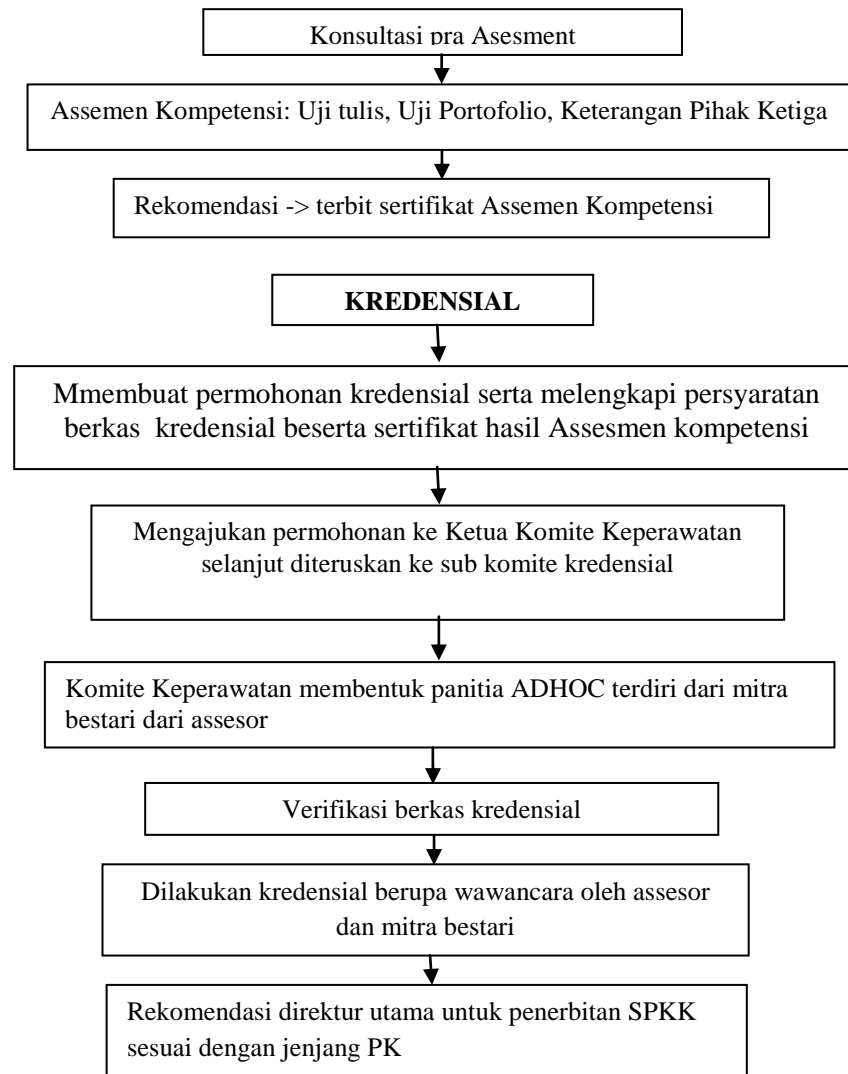 Konsultasi pra Asesment
Assemen Kompetensi: Uji tulis, Uji Portofolio, Keterangan Pihak Ketiga
Rekomendasi -> terbit sertifikat Assemen Kompetensi
KREDENSIAL
Mmembuat permohonan kredensial serta melengkapi persyaratan
berkas kredensial beserta sertifikat hasil Assesmen kompetensi
Mengajukan permohonan ke Ketua Komite Keperawatan
selanjut diteruskan ke sub komite kredensial
Komite Keperawatan membentuk panitia ADHOC terdiri dari mitra
bestari dari assesor
Verifikasi berkas kredensial
Dilakukan kredensial berupa wawancara oleh assesor
dan mitra bestari
Rekomendasi direktur utama untuk penerbitan SPKK
sesuai dengan jenjang PK